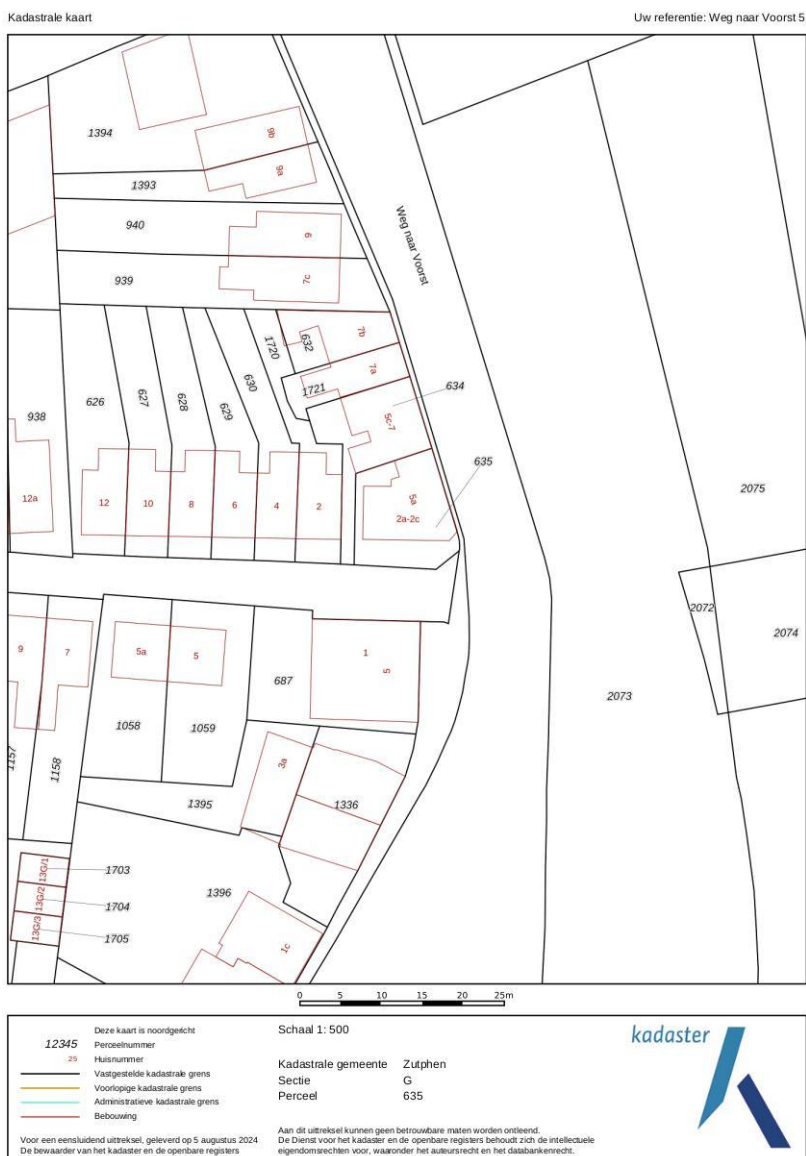 Kadastrale kaart
Uw referentie: Weg naar Voorst 5
1394
9b
9a
1393
940
9
Weg naar Voorst
939
7c
1720
632
7b
7a
1721
634
938
626
627
628
629
630
5c-7
635
5a
2a-2c
12a
12
10
8
6
4
2
2075
2072
2074
2073
9
7
5a
5
687
1
5
1058
1059
1157
1158
3a
1395
1336
13G/1
1703
13G/2
1704
13G/3
1705
1396
1c
0 5 10 15 20 25m
Deze kaart is noordgericht
12345 Perceelnummer
25 Huisnummer
Vastgestelde kadastrale grens
Voorlopige kadastrale grens
Administratieve kadastrale grens
Bebouwing
Voor een eensluidend uittreksel, geleverd op 5 augustus 2024
De bewaarder van het kadaster en de openbare registers
Schaal 1: 500
Kadastrale gemeente Zutphen
Sectie G
Perceel 635
Aan dit uittreksel kunnen geen betrouwbare maten worden ontleend.
De Dienst voor het kadaster en de openbare registers behoudt zich de intellectuele
eigendomsrechten voor, waaronder het auteursrecht en het databankenrecht.
kadaster